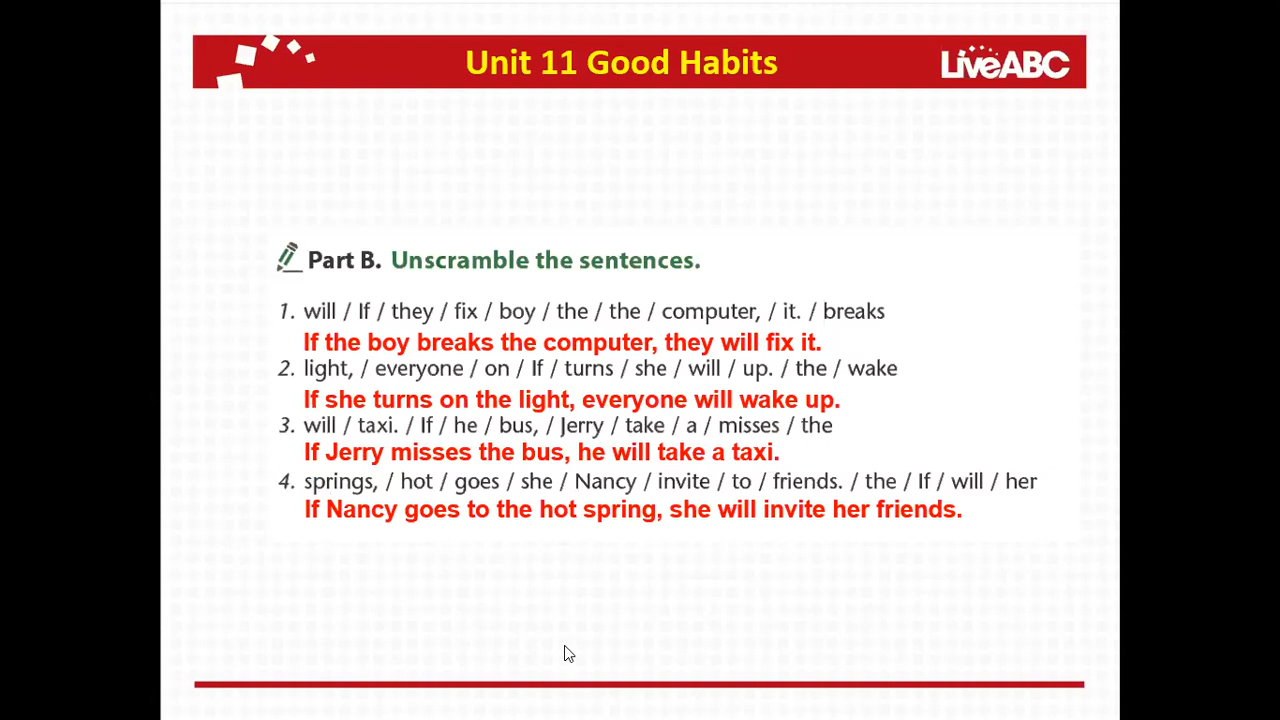 Unit 11 Good Habits
LiveABC
Part B. Unscramble the sentences.
1. will / If / they / fix / boy / the / the / computer, / it. / breaks
If the boy breaks the computer, they will fix it.
2. light, / everyone / on / If / turns / she / will / up. / the / wake
If she turns on the light, everyone will wake up.
3. will / taxi. / If / he / bus, / Jerry / take / a / misses / the
If Jerry misses the bus, he will take a taxi.
4. springs, / hot / goes / she / Nancy / invite / to / friends. / the / If / will / her
If Nancy goes to the hot spring, she will invite her friends.